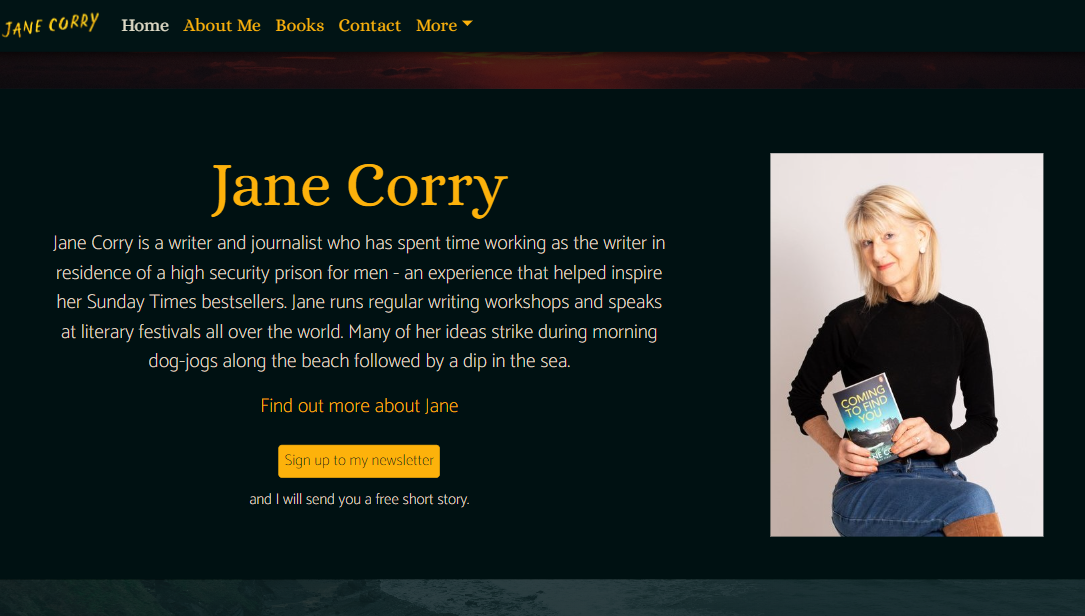 JANE CORRY
Home About Me Books Contact More
Jane Corry
Jane Corry is a writer and journalist who has spent time working as the writer in
residence of a high security prison for men - an experience that helped inspire
her Sunday Times bestsellers. Jane runs regular writing workshops and speaks
at literary festivals all over the world. Many of her ideas strike during morning
dog-jogs along the beach followed by a dip in the sea.
Find out more about Jane
Sign up to my newsletter
and I will send you a free short story.
COMING
TO FIND
YOU